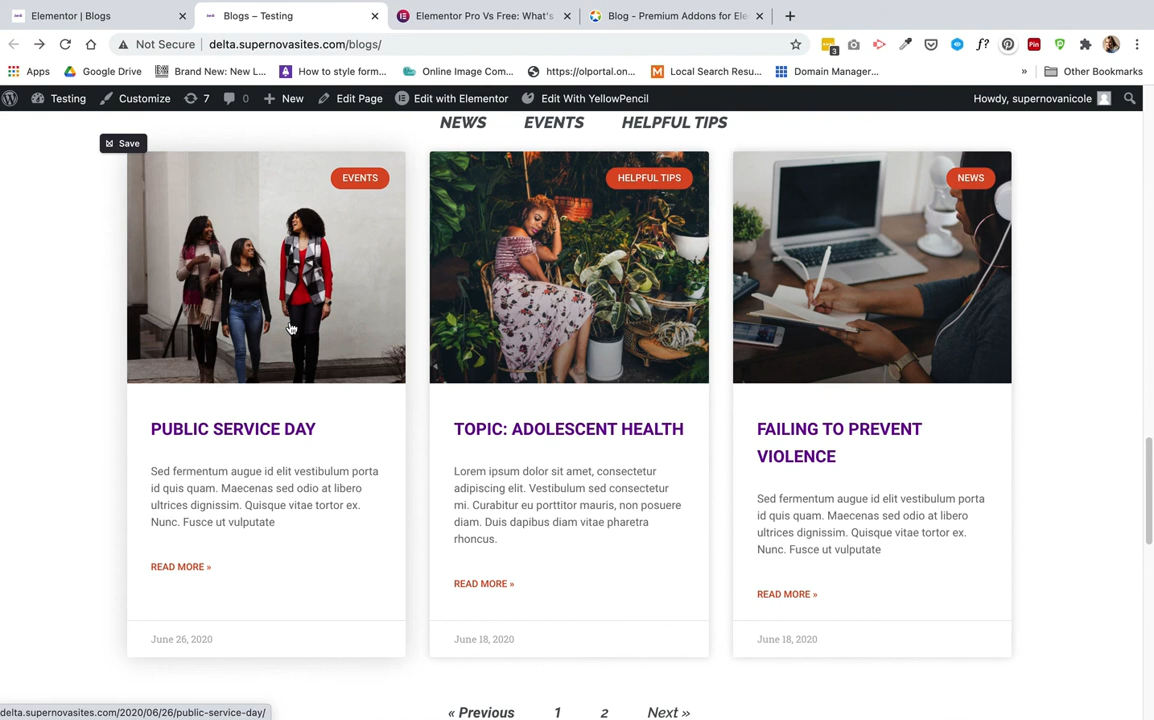 Elementor | Blogs
Blogs – Testing
Elementor Pro Vs Free: What's
Blog - Premium Addons for Ele
Not Secure
delta.supernovasites.com/blogs/
3
f?
Pin
Apps
Google Drive
Brand New: New L...
How to style form...
Online Image Com...
https://olportal.on...
Local Search Resu...
Domain Manager...
»
Other Bookmarks
Testing
Customize
7
0
New
Edit Page
Edit with Elementor
Edit With YellowPencil
Howdy, supernovanicole
NEWS
EVENTS
HELPFUL TIPS
Save
EVENTS
PUBLIC SERVICE DAY
Sed fermentum augue id elit vestibulum porta
id quis quam. Maecenas sed odio at libero
ultrices dignissim. Quisque vitae tortor ex.
Nunc. Fusce ut vulputate
READ MORE »
June 26, 2020
HELPFUL TIPS
TOPIC: ADOLESCENT HEALTH
Lorem ipsum dolor sit amet, consectetur
adipiscing elit. Vestibulum sed consectetur
mi. Curabitur eu porttitor mauris, non posuere
diam. Duis dapibus diam vitae pharetra
rhoncus.
READ MORE »
June 18, 2020
NEWS
FAILING TO PREVENT
VIOLENCE
Sed fermentum augue id elit vestibulum porta
id quis quam. Maecenas sed odio at libero
ultrices dignissim. Quisque vitae tortor ex.
Nunc. Fusce ut vulputate
READ MORE »
June 18, 2020
« Previous
1
2
Next »
delta.supernovasites.com/2020/06/26/public-service-day/